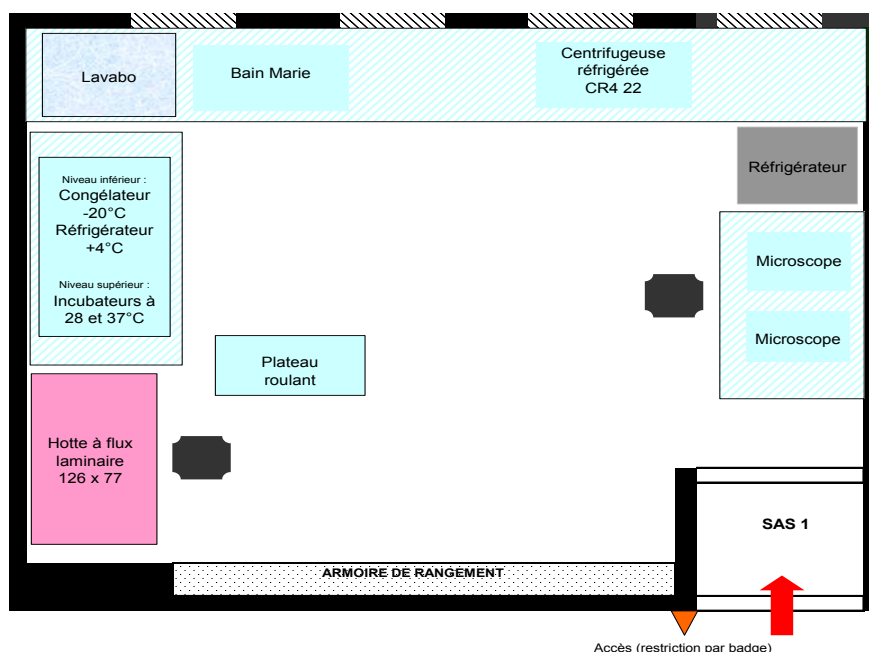 Lavabo
Bain Marie
Centrifugeuse
réfrigérée
CR4 22
Réfrigérateur
Niveau inférieur :
Congélateur
-20°C
Réfrigérateur
+4°C
Niveau supérieur :
Incubateurs à
28 et 37°C
Microscope
Microscope
Plateau
roulant
Hotte à flux
laminaire
126 x 77
SAS 1
ARMOIRE DE RANGEMENT
Accès (restriction par badge)